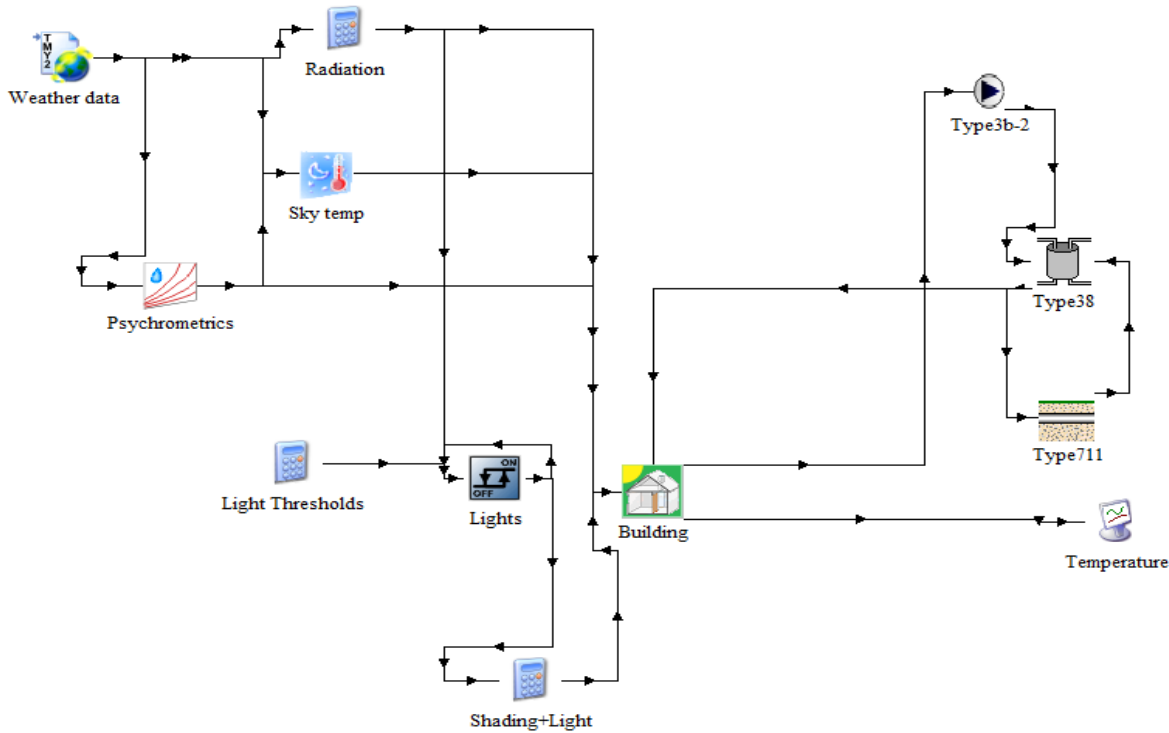 TMY2
Weather data
Radiation
Type3b-2
Sky temp
Type38
Psychrometrics
Type711
Light Thresholds
ON
OFF
Lights
Building
Temperature
Shading+Light